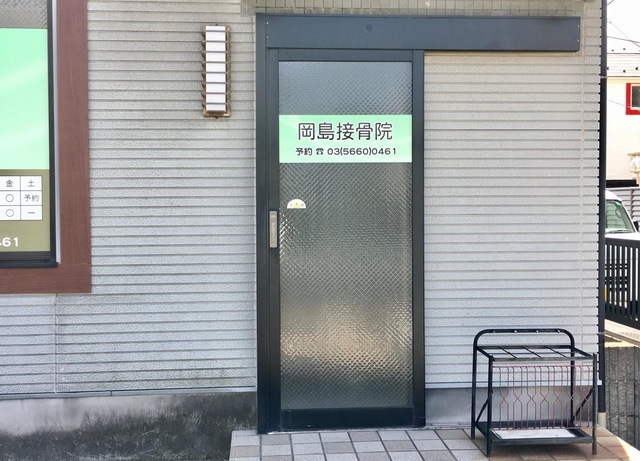 岡島接骨院
予約 ☎ 03(5660)0461
金 土
○ 予約
○ ー
461